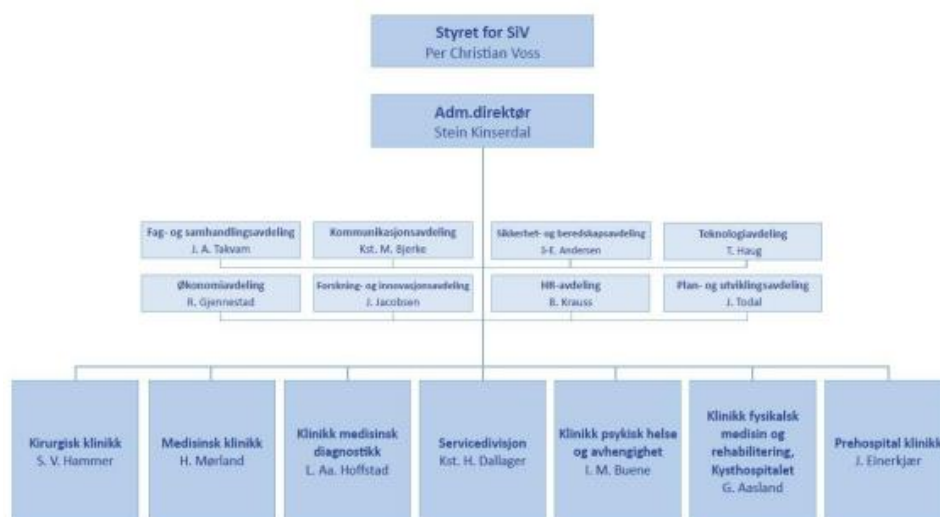 Styret for SiV
Per Christian Voss
Adm.direktør
Stein Kinserdal
Fag- og samhandlingsavdeling
J. A. Takvam
Kommunikasjonsavdeling
Kst. M. Bjerke
Sikkerhet- og beredskapsavdeling
S-E. Andersen
Teknologiavdeling
T. Haug
Økonomiavdeling
R. Gjennestad
Forskning- og innovasjonsavdeling
J. Jacobsen
HR-avdeling
B. Krauss
Plan- og utviklingsavdeling
J. Todal
Kirurgisk klinikk
S. V. Hammer
Medisinsk klinikk
H. Mørland
Klinikk medisinsk
diagnostikk
L. Aa. Hoffstad
Servicedivisjon
Kst. H. Dallager
Klinikk psykisk helse
og avhengighet
I. M. Buene
Klinikk fysikalsk
medisin og
rehabilitering,
Kysthospitalet
G. Aasland
Prehospital klinikk
J. Einerkjær